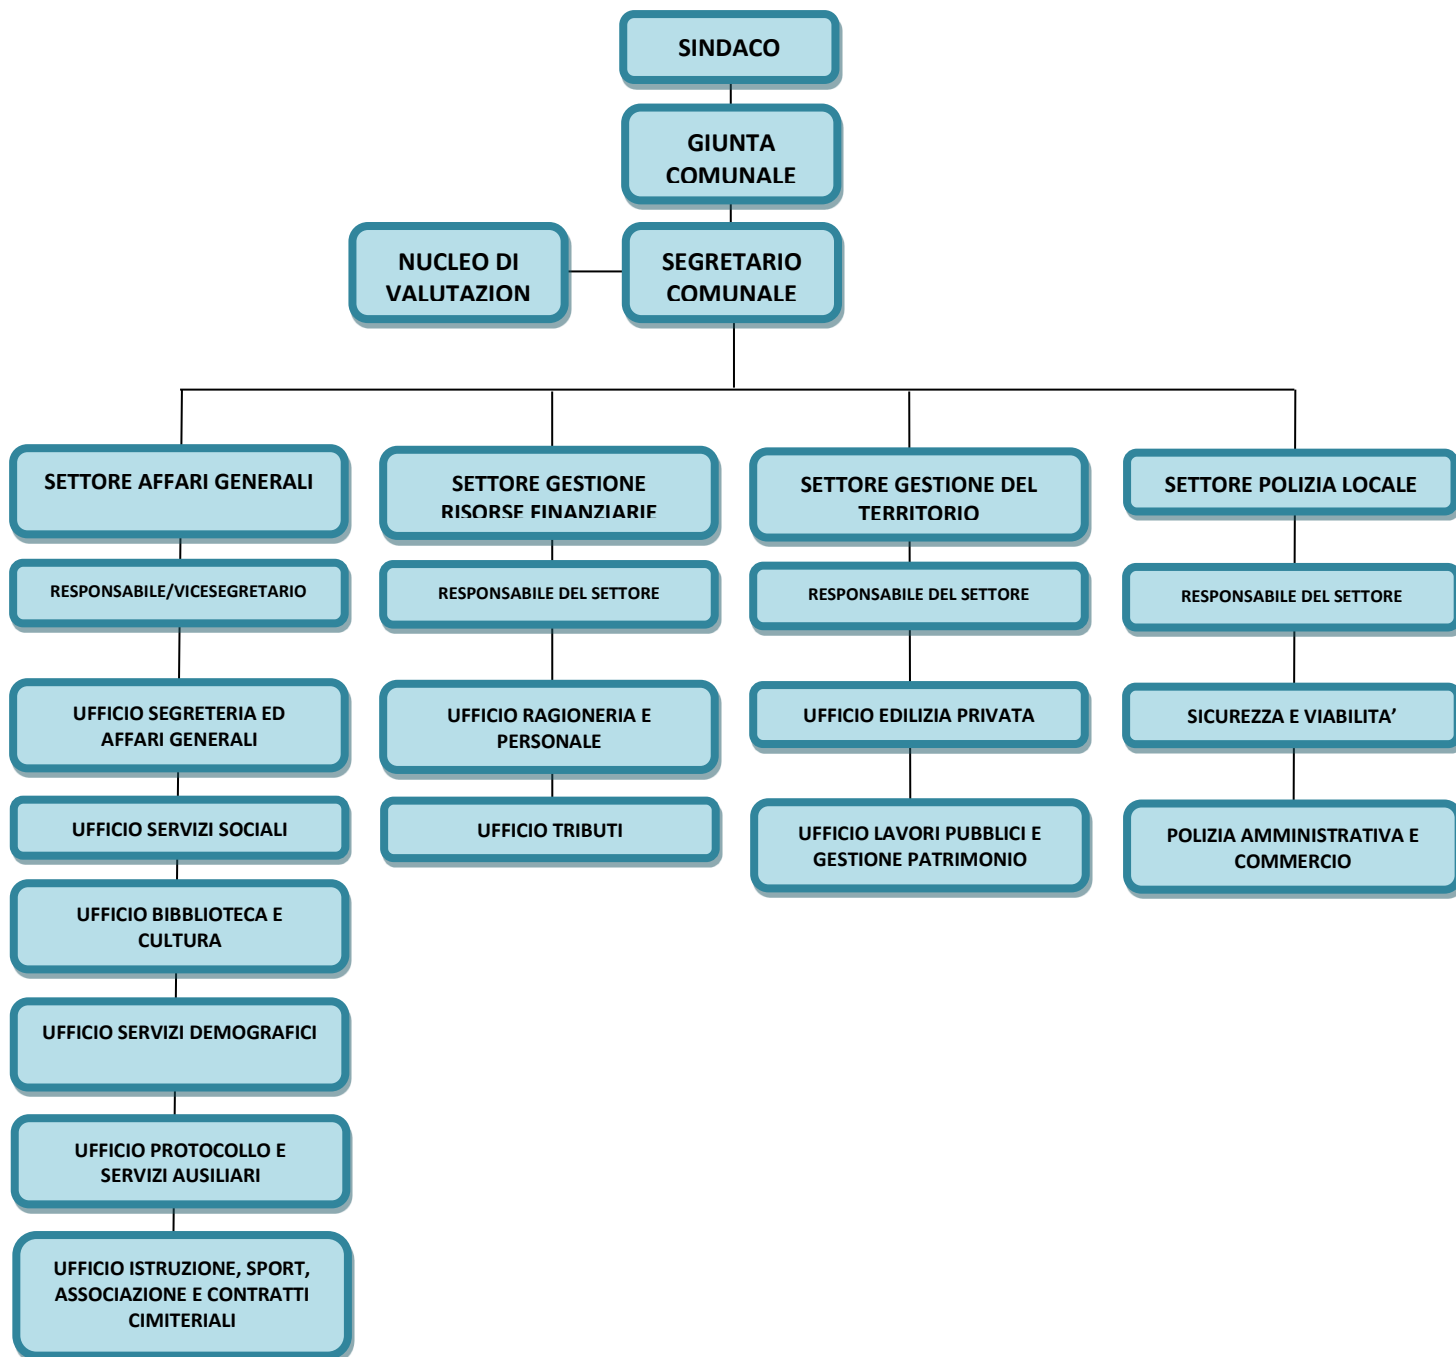 SINDACO
GIUNTA
COMUNALE
NUCLEO DI
VALUTAZION
SEGRETARIO
COMUNALE
SETTORE AFFARI GENERALI
RESPONSABILE/VICESEGRETARIO
UFFICIO SEGRETERIA ED
AFFARI GENERALI
UFFICIO SERVIZI SOCIALI
UFFICIO BIBBLIOTECA E
CULTURA
UFFICIO SERVIZI DEMOGRAFICI
UFFICIO PROTOCOLLO E
SERVIZI AUSILIARI
UFFICIO ISTRUZIONE, SPORT,
ASSOCIAZIONE E CONTRATTI
CIMITERIALI
SETTORE GESTIONE
RISORSE FINANZIARIE
RESPONSABILE DEL SETTORE
UFFICIO RAGIONERIA E
PERSONALE
UFFICIO TRIBUTI
SETTORE GESTIONE DEL
TERRITORIO
RESPONSABILE DEL SETTORE
UFFICIO EDILIZIA PRIVATA
UFFICIO LAVORI PUBBLICI E
GESTIONE PATRIMONIO
SETTORE POLIZIA LOCALE
RESPONSABILE DEL SETTORE
SICUREZZA E VIABILITA’
POLIZIA AMMINISTRATIVA E
COMMERCIO